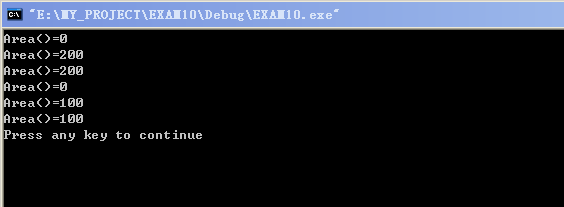 "E:\MY_PROJECT\EXAM10\Debug\EXAM10.exe"
Area()=0
Area()=200
Area()=200
Area()=0
Area()=100
Area()=100
Press any key to continue